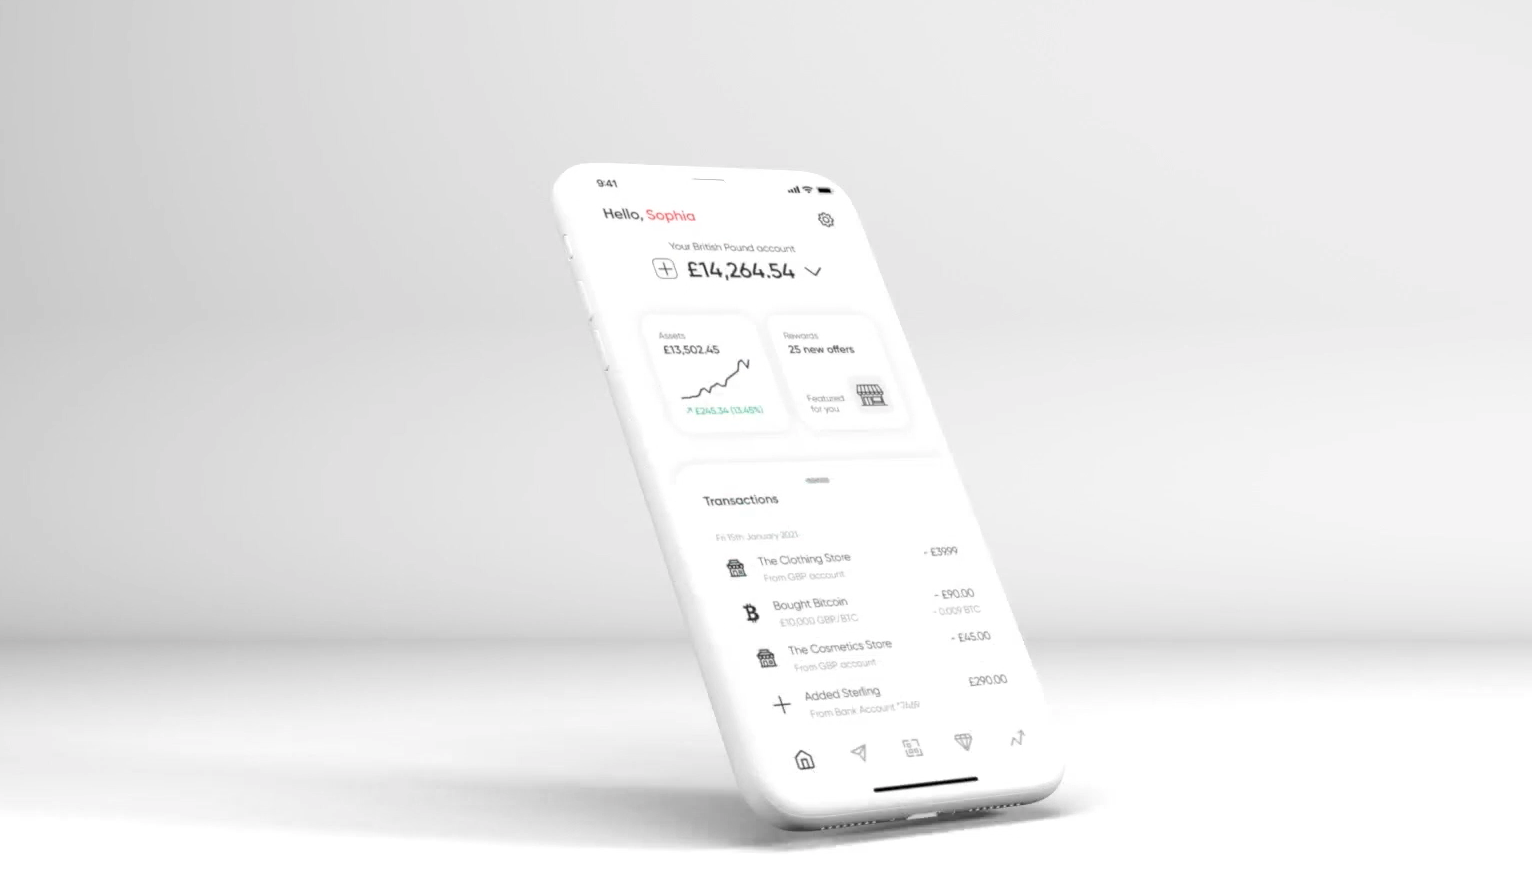 9:41
Hello, Sophia
Your British Pound account
£14,264.54
Assets
£13,502.45
£245.34 (13.45%)
Rewards
25 new offers
Featured
for you
Transactions
Fri 15th January 2021
The Clothing Store
- £39.99
From GBP account
Bought Bitcoin
- £90.00
£10,000 GBP/BTC
- 0.009 BTC
The Cosmetics Store
- £45.00
From GBP account
Added Sterling
£290.00
From Bank Account *7469